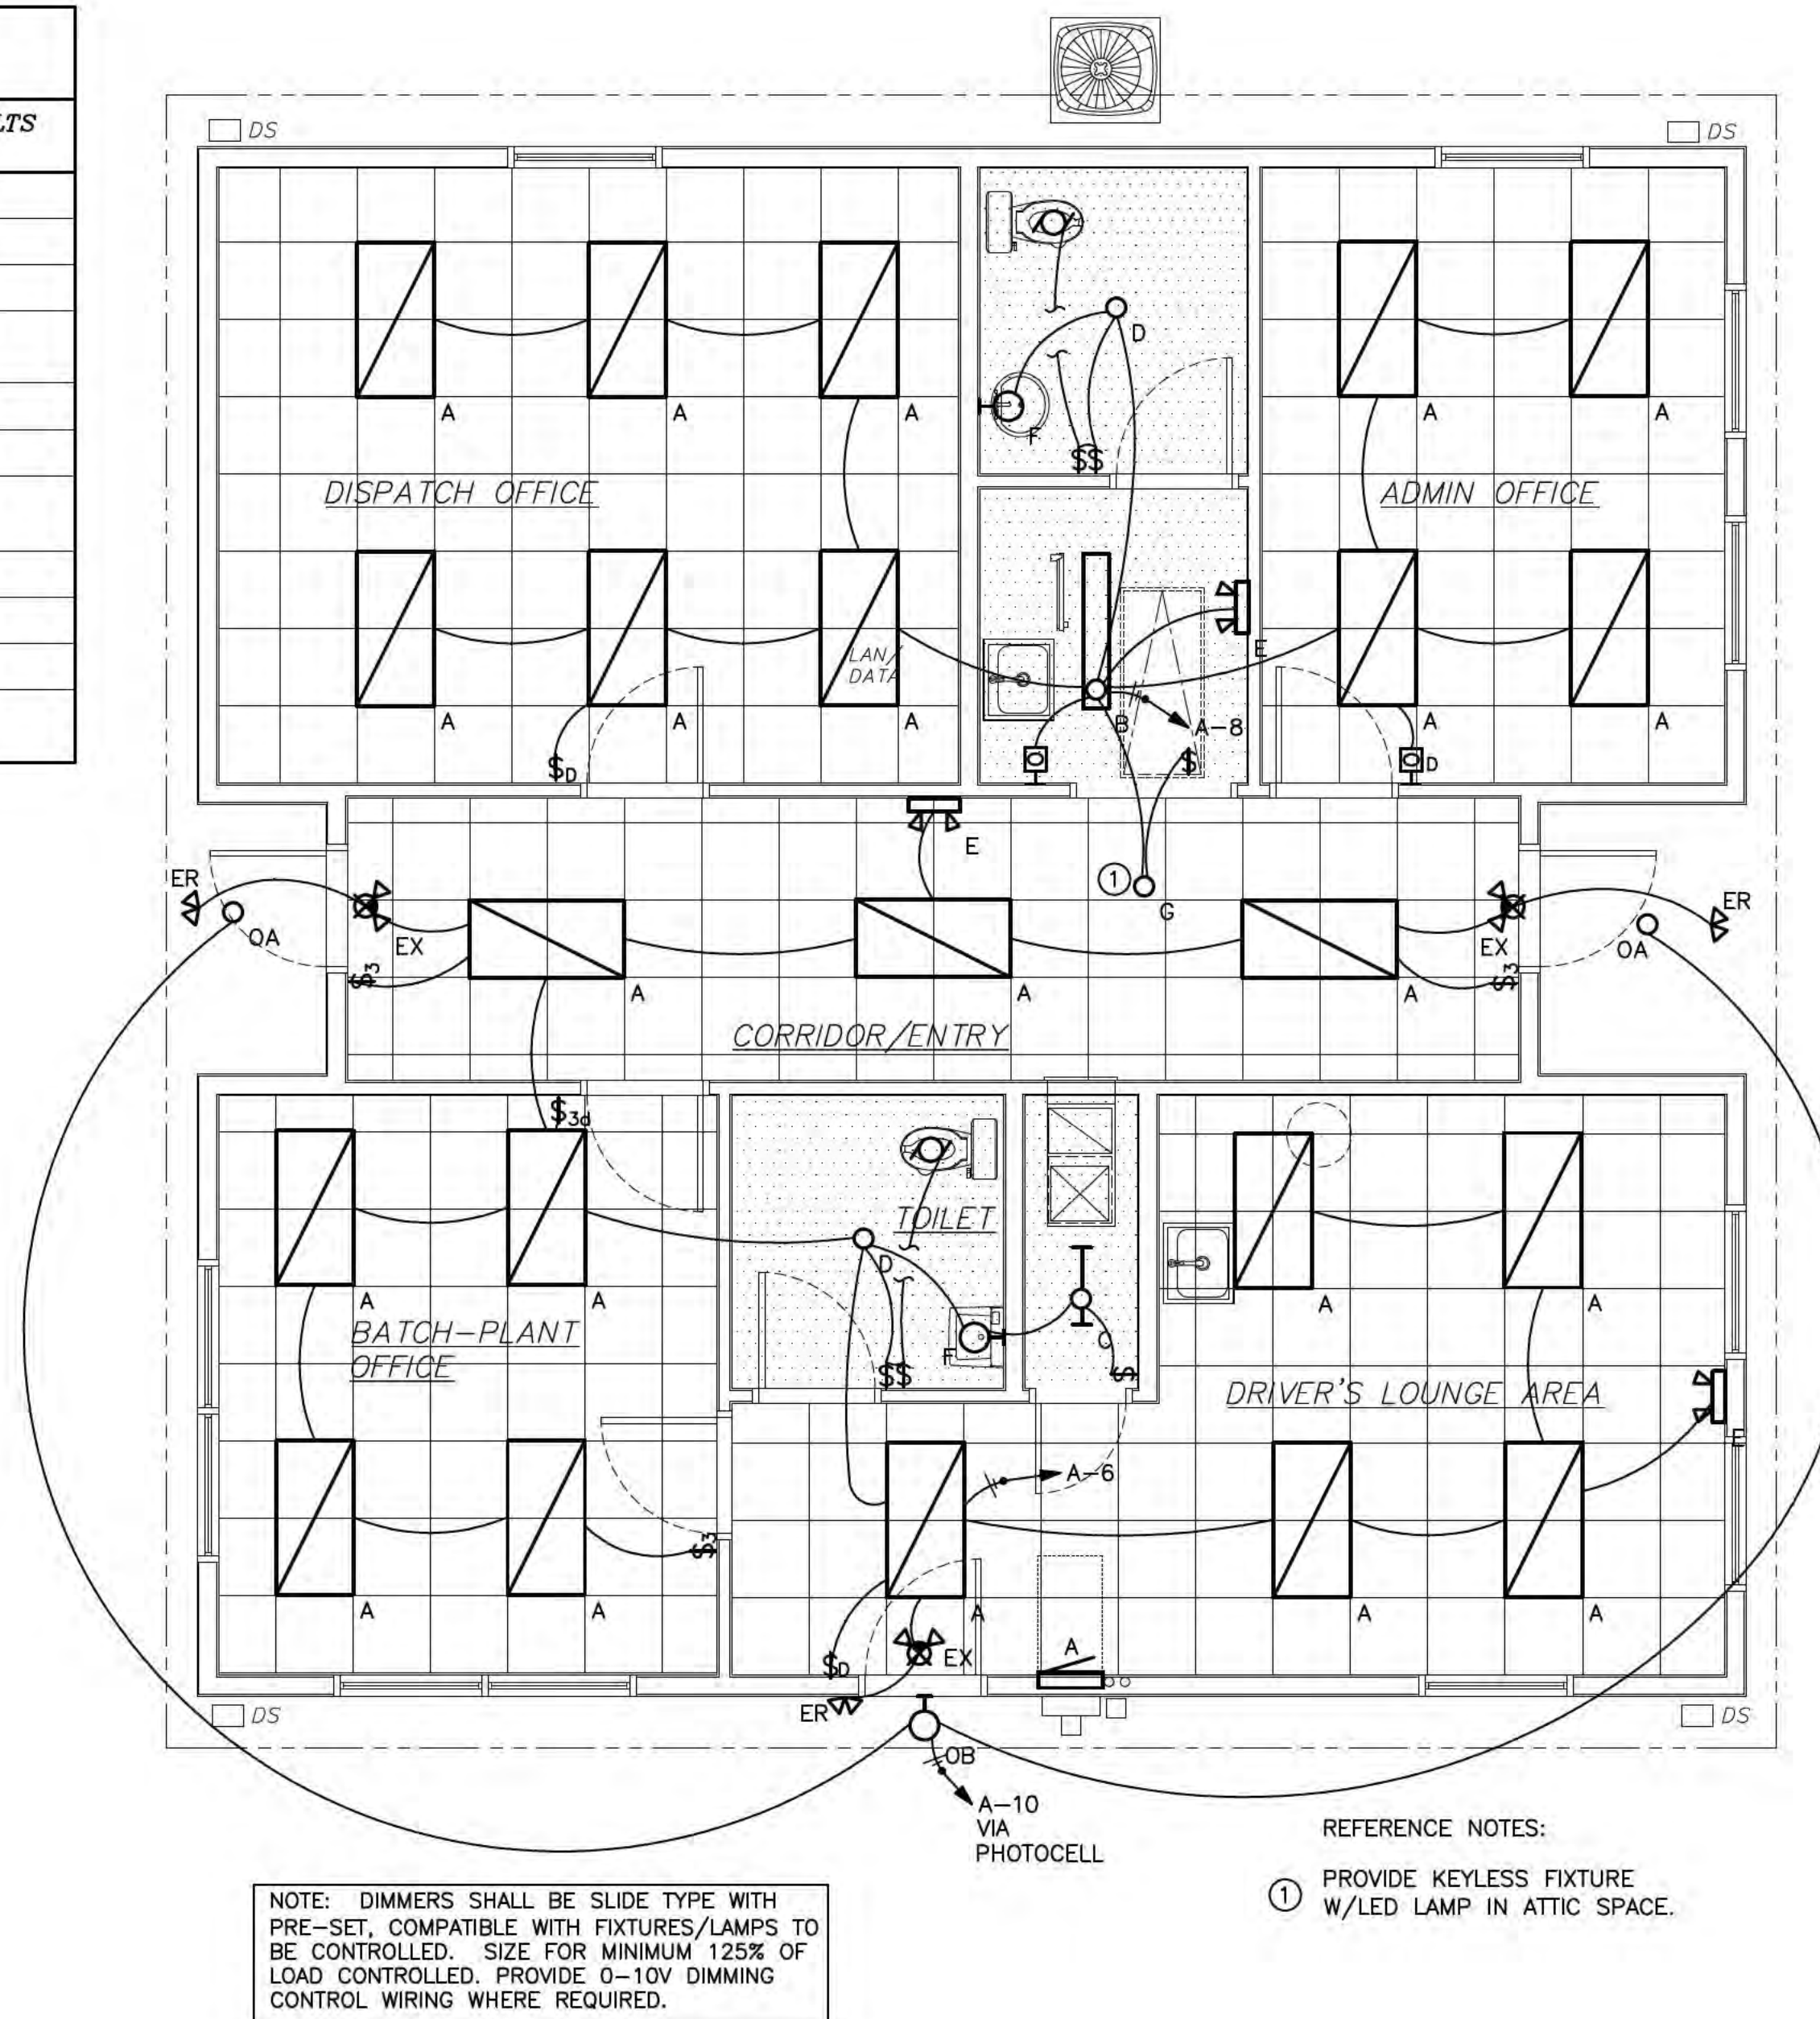 LTS
DS
DS
D
F
$$
A
A
A
A
A
DISPATCH OFFICE
ADMIN OFFICE
LAN/
DATA
E
B
A-8
A
A
A
A
A
$D
$
D
E
ER
OA
EX
1
G
EX
OA
ER
$3
$3
A
A
A
CORRIDOR/ENTRY
$3d
TOILET
D
A
A
A
A
BATCH-PLANT
OFFICE
F
$$
$
DRIVER'S LOUNGE AREA
A-6
E
$3
A
A
A
A
A
$D
EX
A
ER
DS
DS
OB
A-10
VIA
PHOTOCELL
REFERENCE NOTES:
1 PROVIDE KEYLESS FIXTURE
W/LED LAMP IN ATTIC SPACE.
NOTE: DIMMERS SHALL BE SLIDE TYPE WITH
PRE-SET, COMPATIBLE WITH FIXTURES/LAMPS TO
BE CONTROLLED. SIZE FOR MINIMUM 125% OF
LOAD CONTROLLED. PROVIDE 0-10V DIMMING
CONTROL WIRING WHERE REQUIRED.